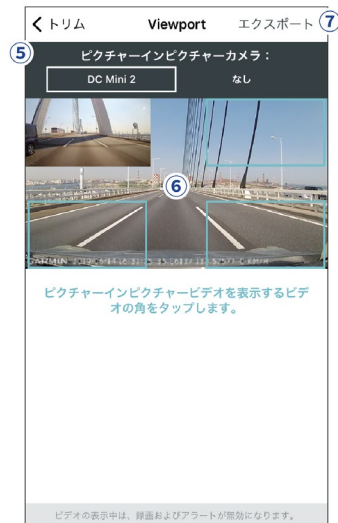 トリム Viewport エクスポート ⑦
⑤ ピクチャーインピクチャーカメラ：
DC Mini 2 なし
⑥
GARMIN
ピクチャーインピクチャービデオを表示するビデ
オの角をタップします。
ビデオの表示中は、録画およびアラートが無効になります。